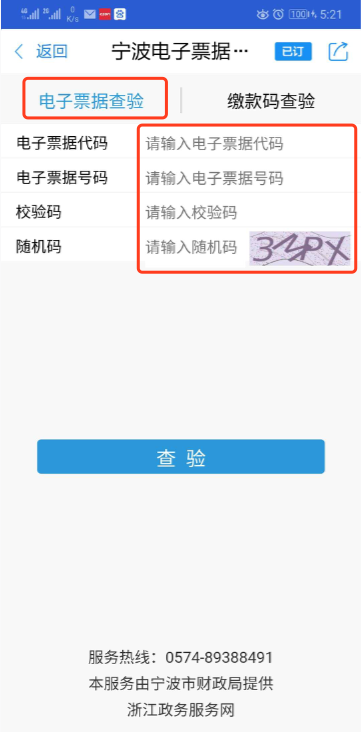 5:21
返回 宁波电子票据… 已订
电子票据查验 缴款码查验
电子票据代码 请输入电子票据代码
电子票据号码 请输入电子票据号码
校验码 请输入校验码
随机码 请输入随机码
查 验
服务热线：0574-89388491
本服务由宁波市财政局提供
浙江政务服务网